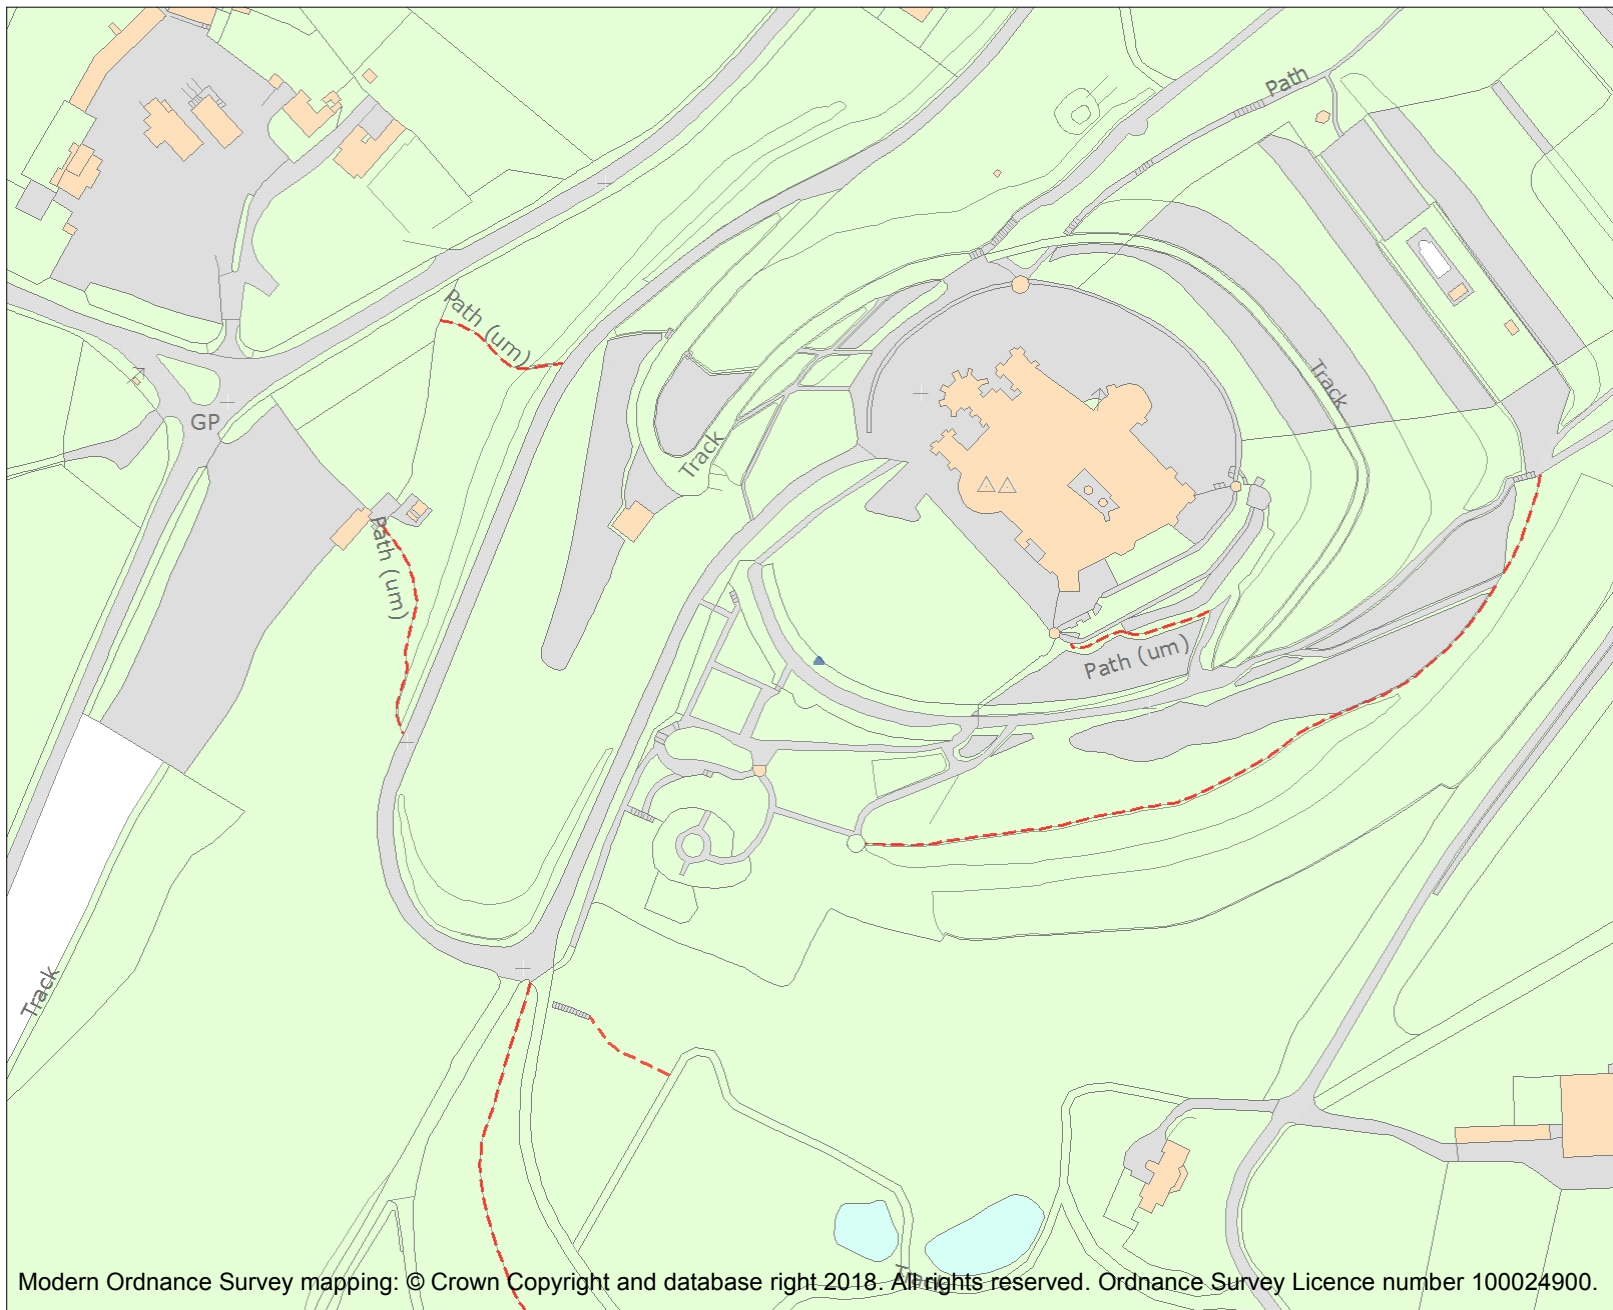 Path
Path (um)
Track
GP
Track
Path (um)
Path (um)
Track
Track
Modern Ordnance Survey mapping: © Crown Copyright and database right 2018. All rights reserved. Ordnance Survey Licence number 100024900.